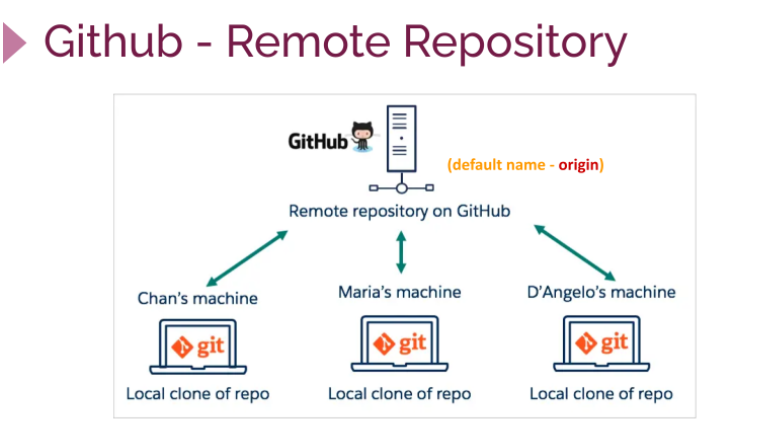 Github - Remote Repository
GitHub
(default name - origin)
Remote repository on GitHub
Chan's machine
Maria's machine
D'Angelo's machine
git
git
git
Local clone of repo
Local clone of repo
Local clone of repo